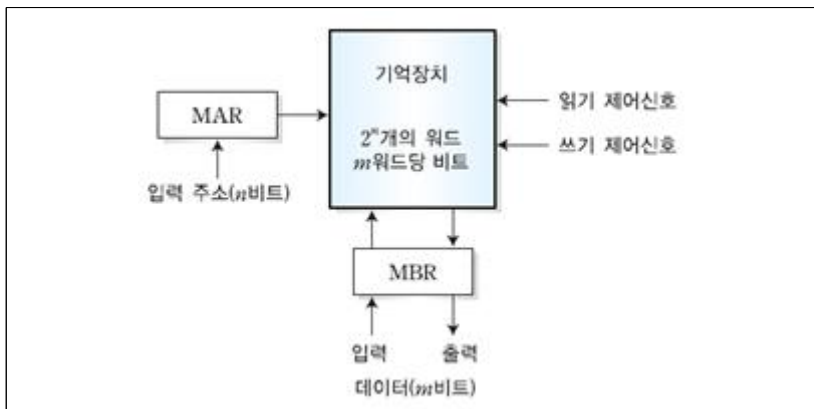 기억장치
MAR
2ⁿ개의 워드
m워드당 비트
읽기 제어신호
쓰기 제어신호
입력 주소(n비트)
MBR
입력 출력
데이터(m비트)